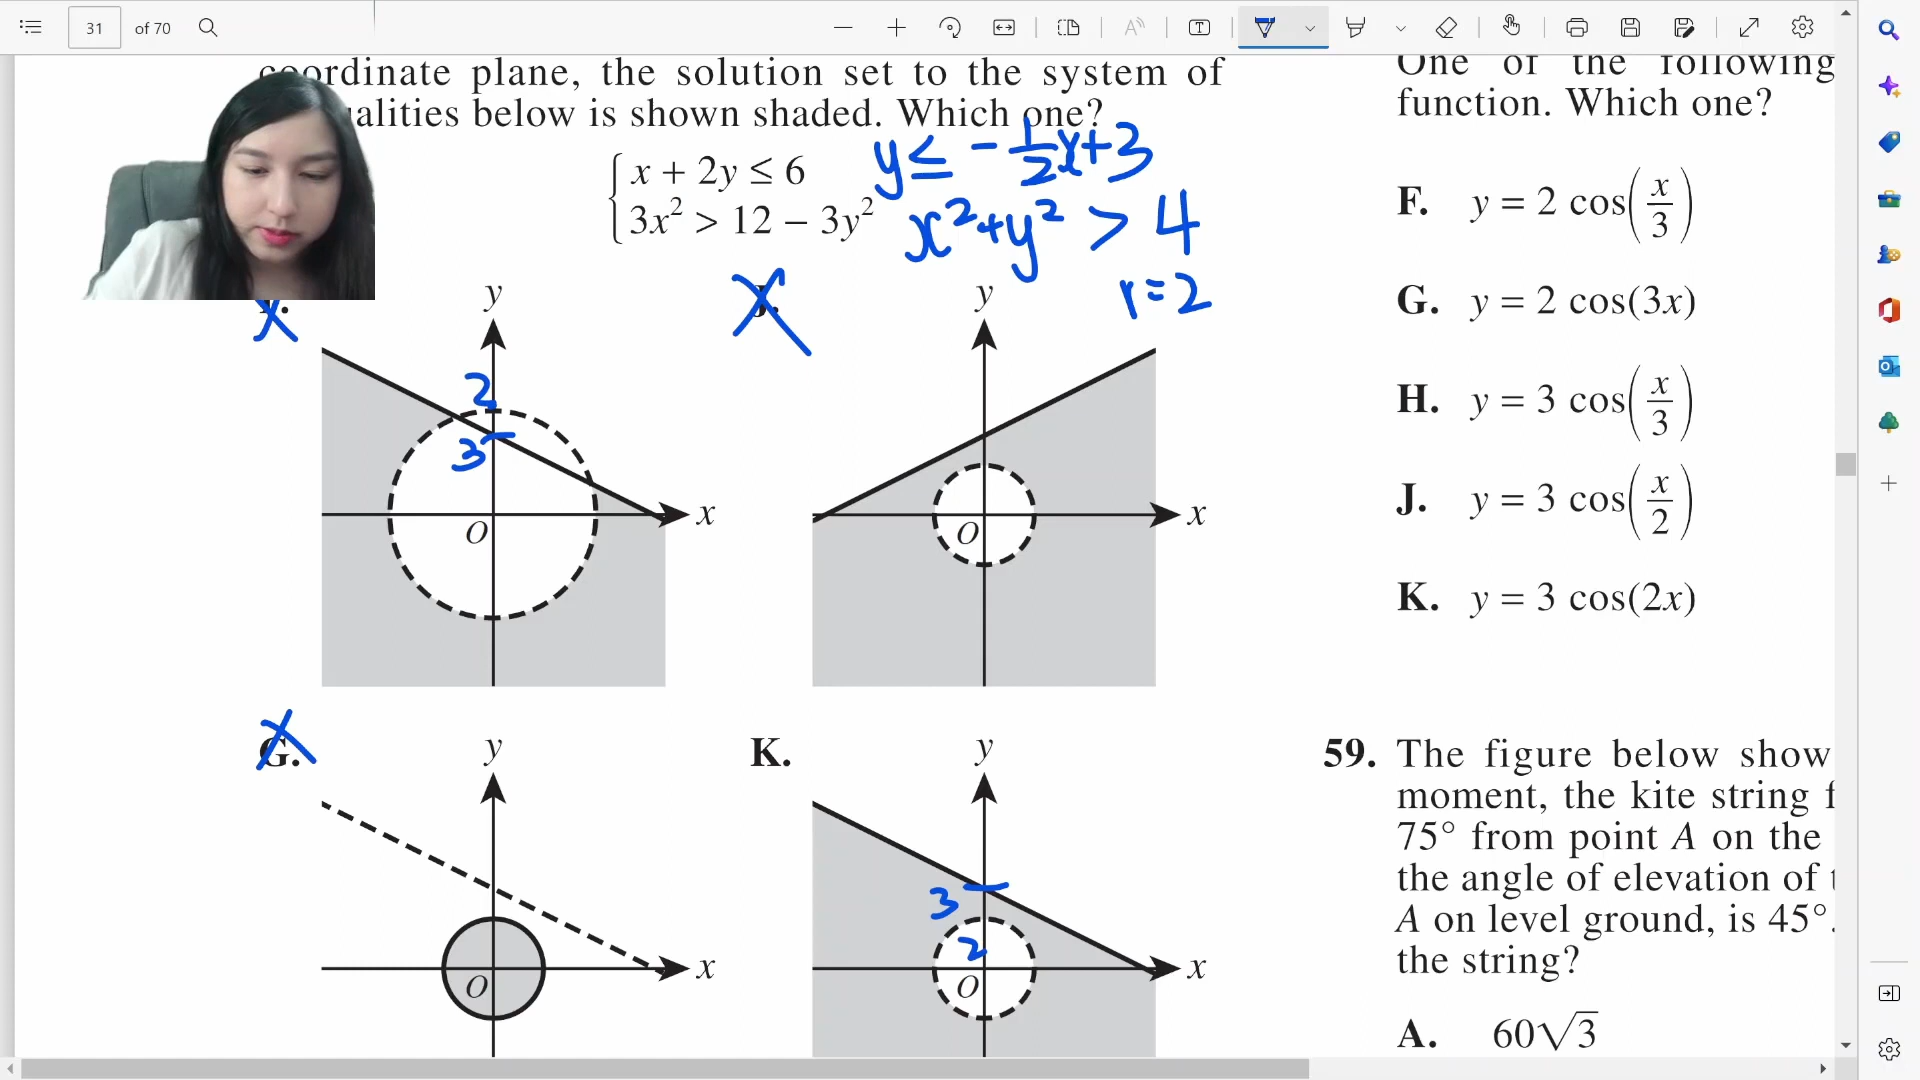 31 of 70
coordinate plane, the solution set to the system of
alities below is shown shaded. Which one?
x + 2y ≤ 6
3x² > 12 − 3y²
y ≤ -1/2x+3
x²+y² > 4
r=2
y
2
3
O
x
J.
y
O
x
G.
y
O
x
K.
y
3
2
O
x
One of the following
function. Which one?
F. y = 2 cos(x/3)
G. y = 2 cos(3x)
H. y = 3 cos(x/3)
J. y = 3 cos(x/2)
K. y = 3 cos(2x)
59. The figure below show
moment, the kite string f
75° from point A on the
the angle of elevation of t
A on level ground, is 45°.
the string?
A. 60√3